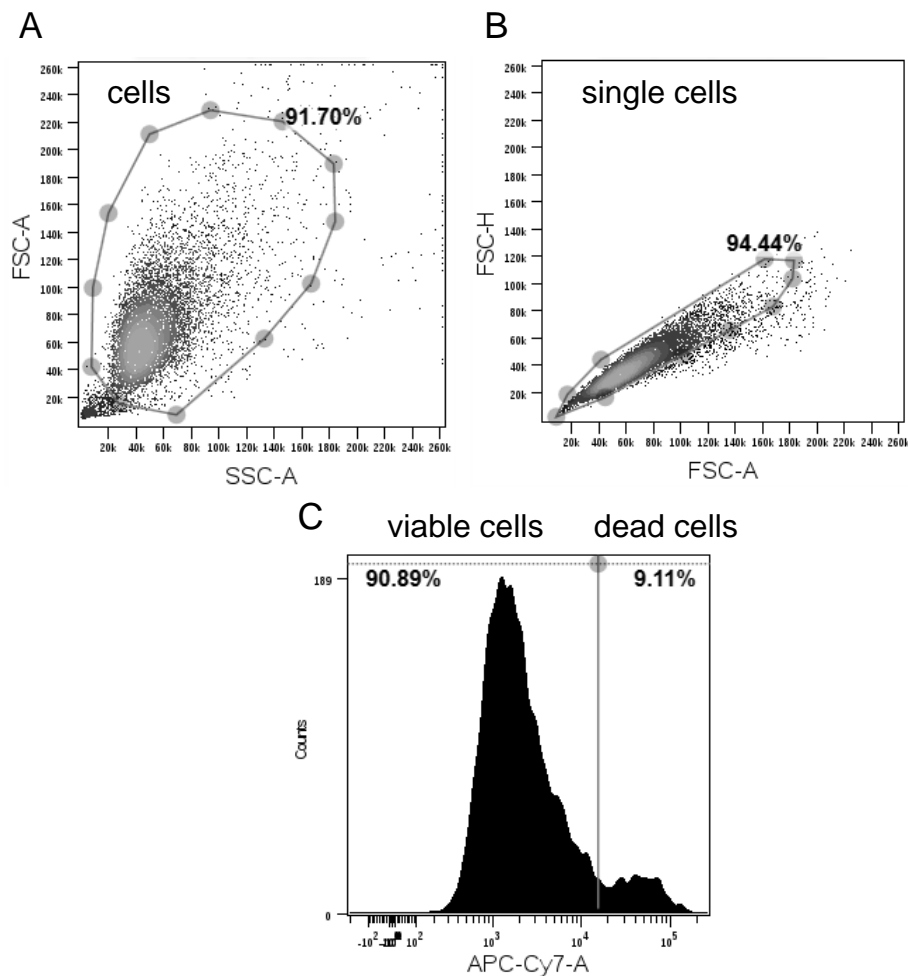 A
cells
91.70%
260k
240k
220k
200k
180k
160k
140k
120k
100k
80k
60k
40k
20k
FSC-A
20k 40k 60k 80k 100k 120k 140k 160k 180k 200k 220k 240k 260k
SSC-A
B
single cells
94.44%
260k
240k
220k
200k
180k
160k
140k
120k
100k
80k
60k
40k
20k
FSC-H
20k 40k 60k 80k 100k 120k 140k 160k 180k 200k 220k 240k 260k
FSC-A
C
viable cells dead cells
90.89% 9.11%
189
Counts
0
-10² 10² 10³ 10⁴ 10⁵
APC-Cy7-A